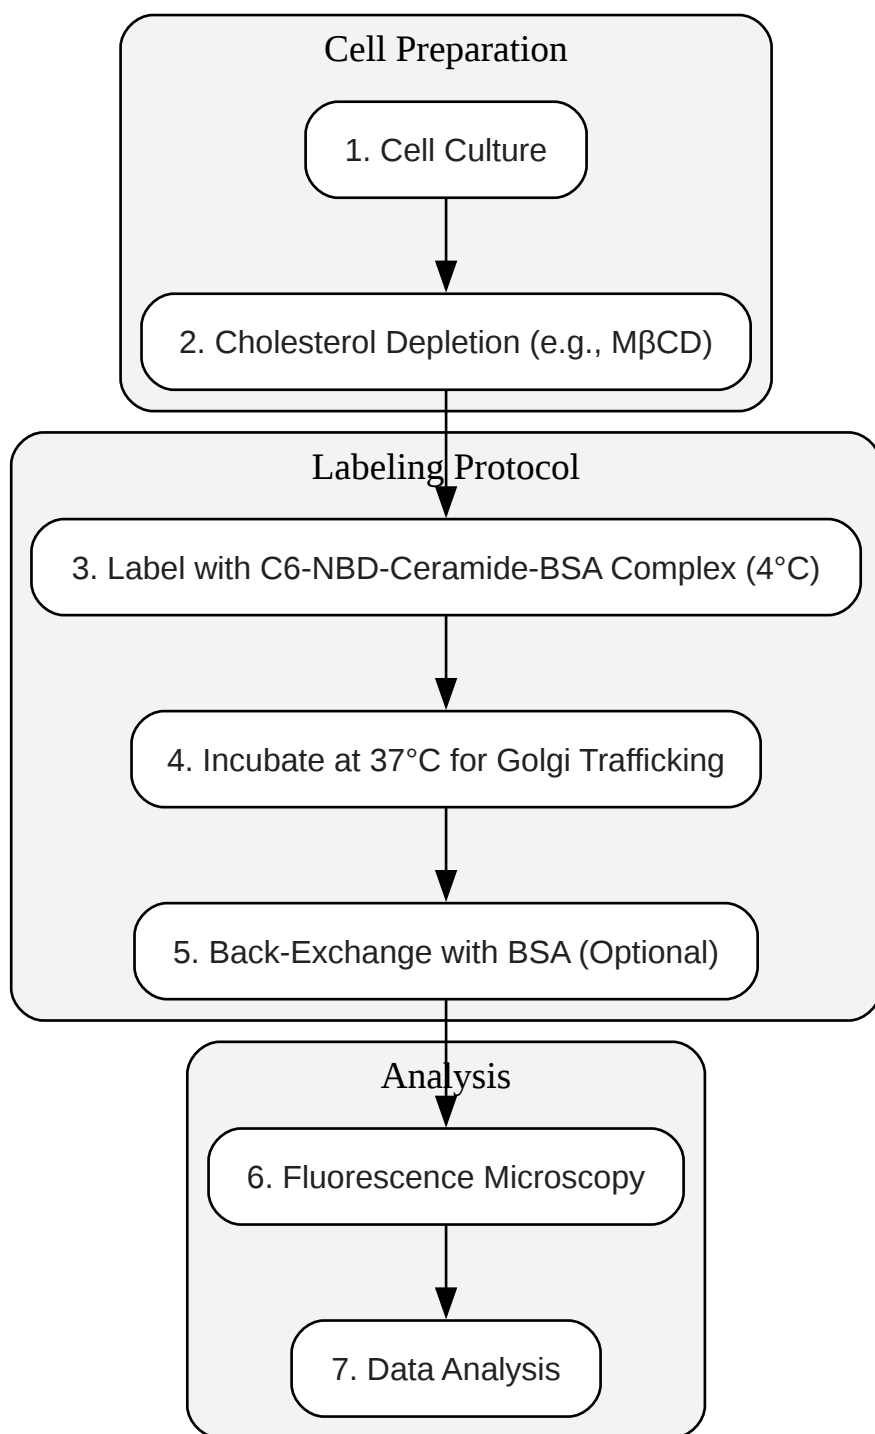 Cell Preparation
1. Cell Culture
2. Cholesterol Depletion (e.g., MβCD)
Labeling Protocol
3. Label with C6-NBD-Ceramide-BSA Complex (4°C)
4. Incubate at 37°C for Golgi Trafficking
5. Back-Exchange with BSA (Optional)
Analysis
6. Fluorescence Microscopy
7. Data Analysis